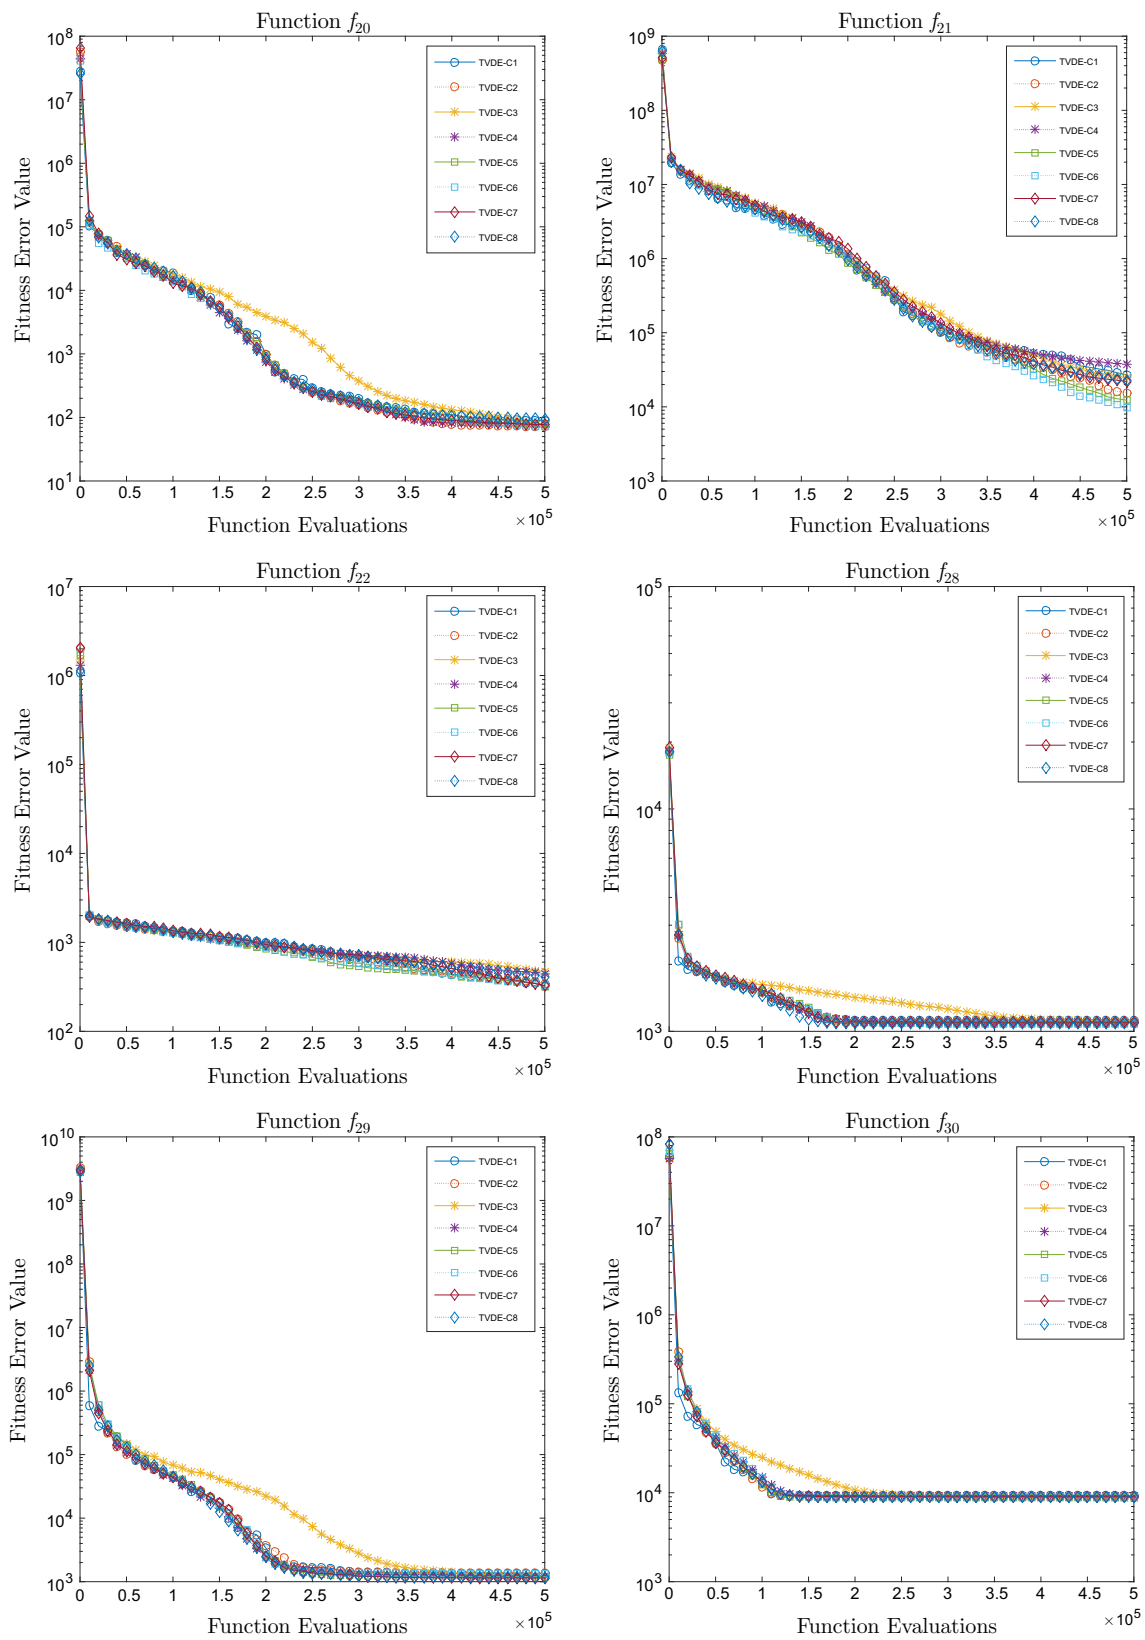 Function f20
10^8
10^7
10^6
10^5
10^4
10^3
10^2
10^1
Fitness Error Value
TVDE-C1
TVDE-C2
TVDE-C3
TVDE-C4
TVDE-C5
TVDE-C6
TVDE-C7
TVDE-C8
0 0.5 1 1.5 2 2.5 3 3.5 4 4.5 5
Function Evaluations
×10^5
Function f21
10^9
10^8
10^7
10^6
10^5
10^4
10^3
Fitness Error Value
TVDE-C1
TVDE-C2
TVDE-C3
TVDE-C4
TVDE-C5
TVDE-C6
TVDE-C7
TVDE-C8
0 0.5 1 1.5 2 2.5 3 3.5 4 4.5 5
Function Evaluations
×10^5
Function f22
10^7
10^6
10^5
10^4
10^3
10^2
Fitness Error Value
TVDE-C1
TVDE-C2
TVDE-C3
TVDE-C4
TVDE-C5
TVDE-C6
TVDE-C7
TVDE-C8
0 0.5 1 1.5 2 2.5 3 3.5 4 4.5 5
Function Evaluations
×10^5
Function f28
10^5
10^4
10^3
Fitness Error Value
TVDE-C1
TVDE-C2
TVDE-C3
TVDE-C4
TVDE-C5
TVDE-C6
TVDE-C7
TVDE-C8
0 0.5 1 1.5 2 2.5 3 3.5 4 4.5 5
Function Evaluations
×10^5
Function f29
10^10
10^9
10^8
10^7
10^6
10^5
10^4
10^3
Fitness Error Value
TVDE-C1
TVDE-C2
TVDE-C3
TVDE-C4
TVDE-C5
TVDE-C6
TVDE-C7
TVDE-C8
0 0.5 1 1.5 2 2.5 3 3.5 4 4.5 5
Function Evaluations
×10^5
Function f30
10^8
10^7
10^6
10^5
10^4
10^3
Fitness Error Value
TVDE-C1
TVDE-C2
TVDE-C3
TVDE-C4
TVDE-C5
TVDE-C6
TVDE-C7
TVDE-C8
0 0.5 1 1.5 2 2.5 3 3.5 4 4.5 5
Function Evaluations
×10^5